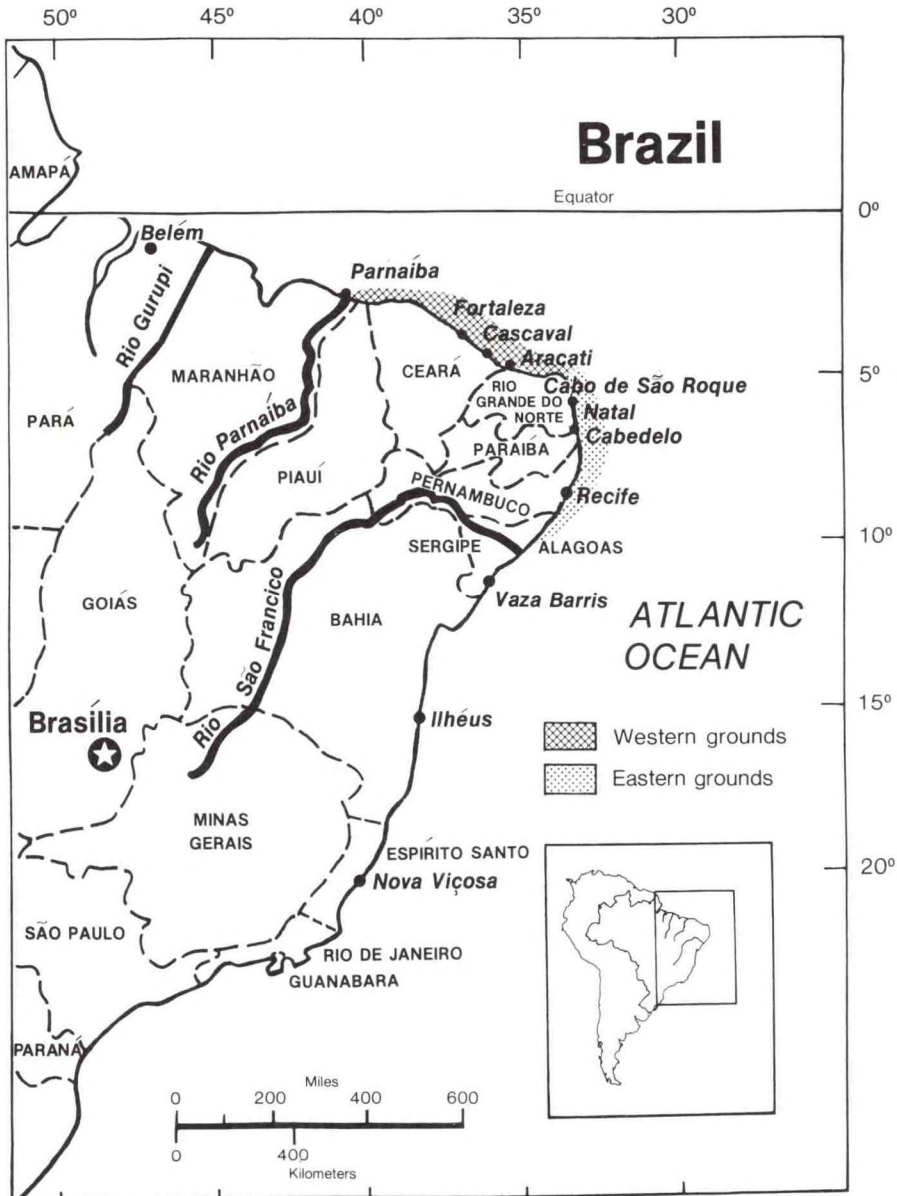 50º 45º 40º 35º 30º
Brazil
AMAPÁ
Equator
0º
Belém
Parnaíba
Rio Gurupi
Fortaleza
Cascaval
Aracati
MARANHÃO
CEARÁ
5º
RIO
GRANDE DO
NORTE
Cabo de São Roque
Natal
PARÁ
Rio Parnaíba
Cabedelo
PARAÍBA
PIAUÍ
PERNAMBUCO
Recife
10º
SERGIPE
ALAGOAS
GOIÁS
Vaza Barris
BAHIA
ATLANTIC
OCEAN
Rio São Francico
15º
Brasília
Ilhéus
Western grounds
Eastern grounds
MINAS
GERAIS
ESPÍRITO SANTO
20º
Nova Viçosa
SÃO PAULO
RIO DE JANEIRO
GUANABARA
PARANÁ
Miles
0 200 400 600
0 400
Kilometers